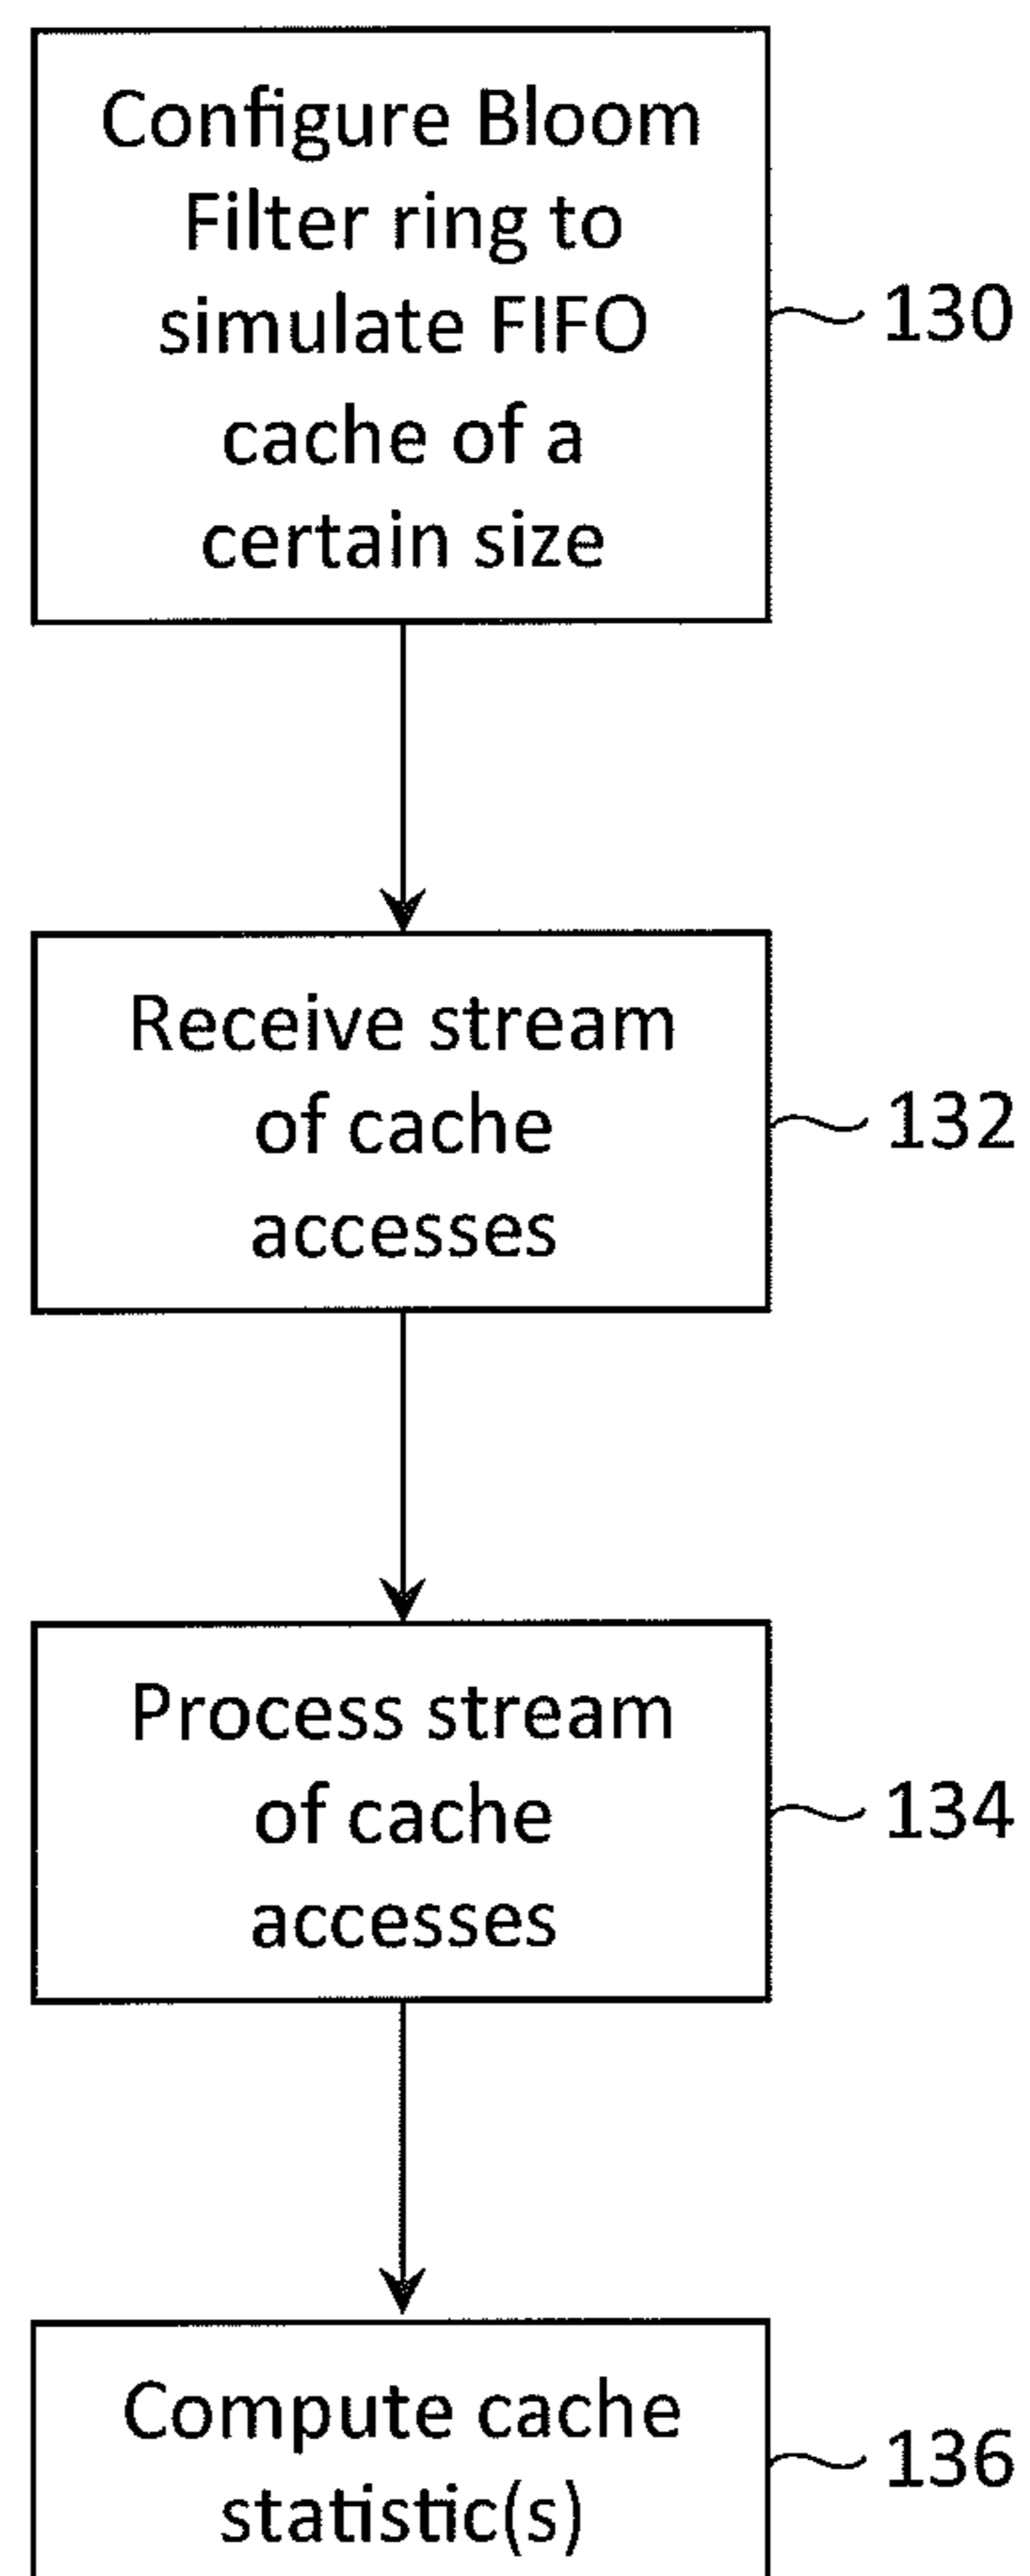 Configure Bloom
Filter ring to
simulate FIFO
cache of a
certain size
130
Receive stream
of cache
accesses
132
Process stream
of cache
accesses
134
Compute cache
statistic(s)
136